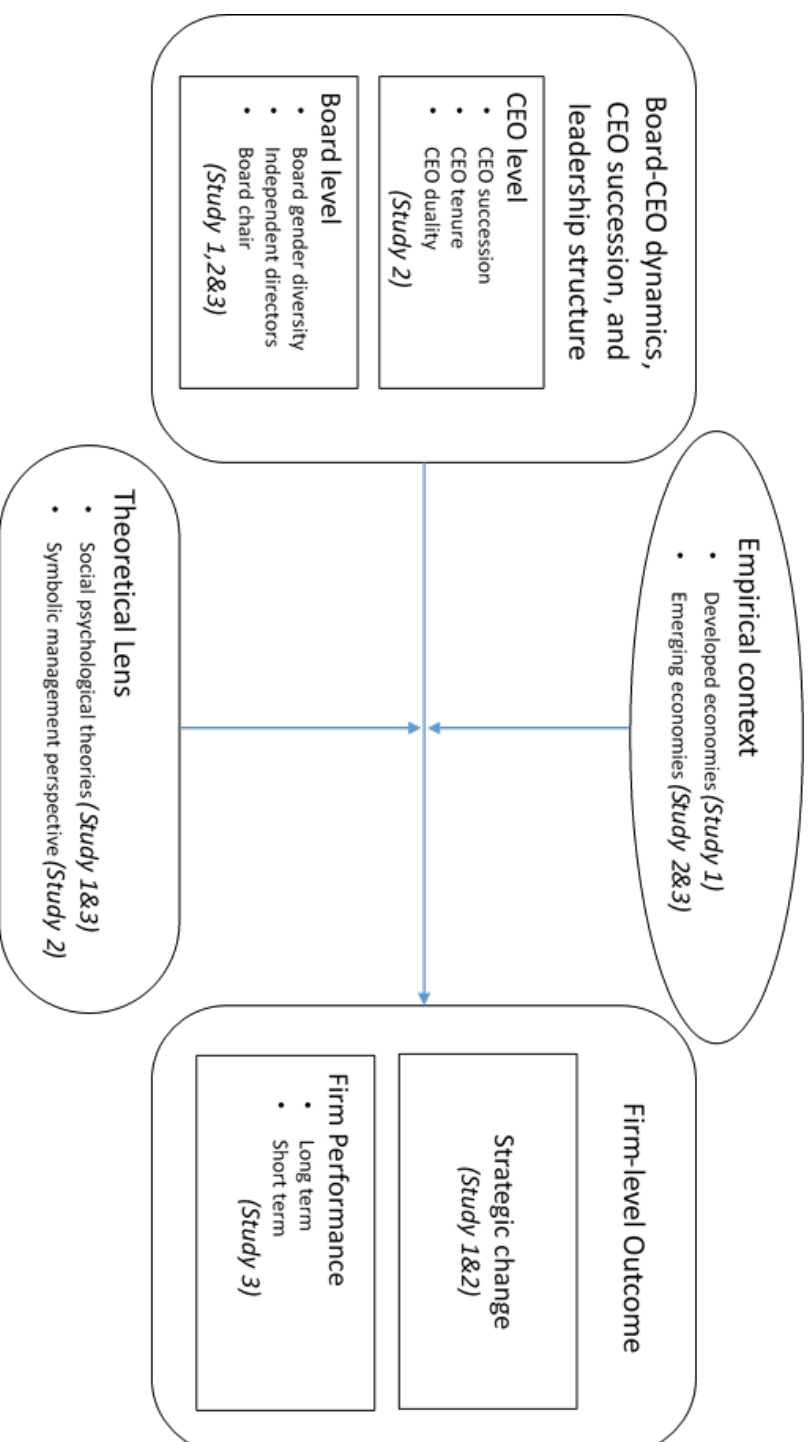 Board-CEO dynamics,
CEO succession, and
leadership structure
CEO level
• CEO succession
• CEO tenure
• CEO duality
(Study 2)
Board level
• Board gender diversity
• Independent directors
• Board chair
(Study 1,2&3)
Empirical context
• Developed economies (Study 1)
• Emerging economies (Study 2&3)
Theoretical Lens
• Social psychological theories (Study 1&3)
• Symbolic management perspective (Study 2)
Firm-level Outcome
Strategic change
(Study 1&2)
Firm Performance
• Long term
• Short term
(Study 3)